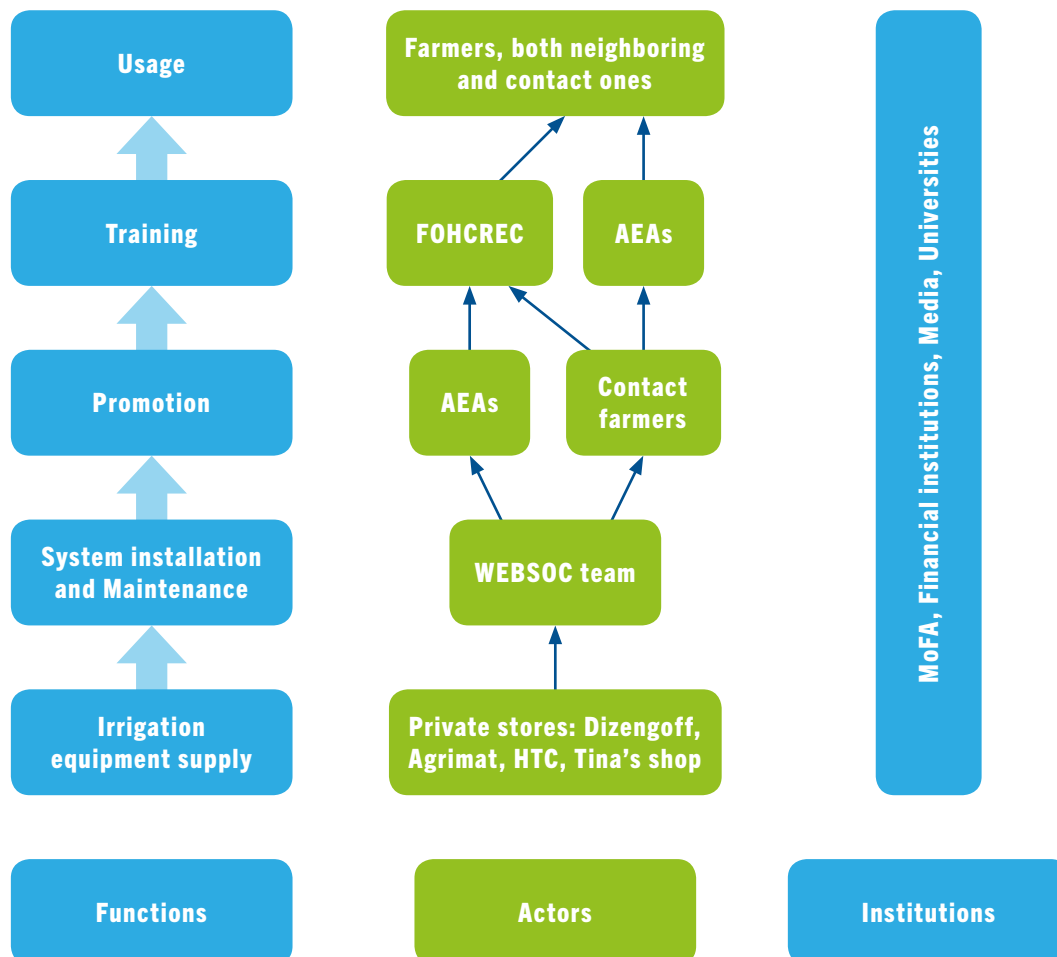 Usage
Farmers, both neighboring
and contact ones
Training
FOHCREC
AEAs
Promotion
AEAs
Contact
farmers
System installation
and Maintenance
WEBSOC team
Irrigation
equipment supply
Private stores: Dizengoff,
Agrimat, HTC, Tina’s shop
MoFA, Financial institutions, Media, Universities
Functions
Actors
Institutions